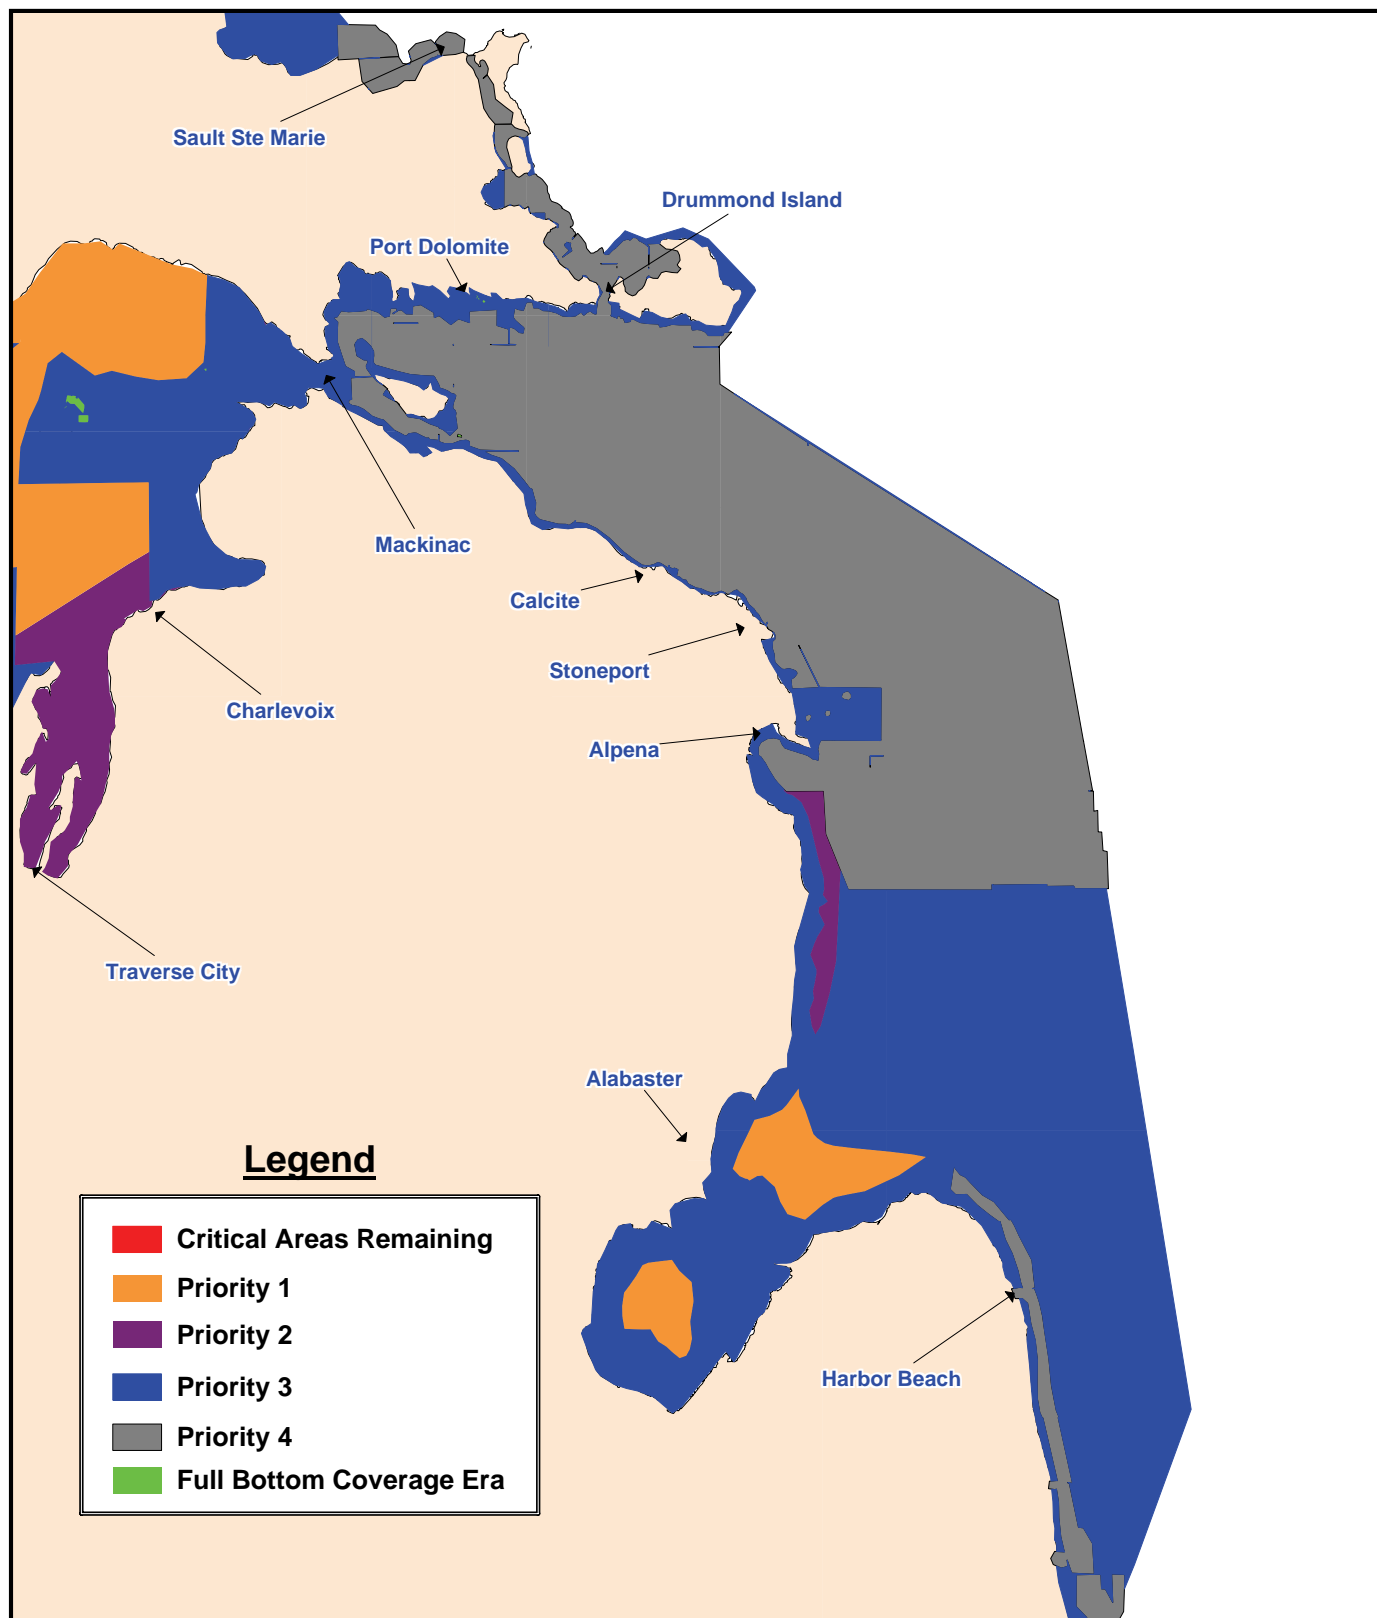 Sault Ste Marie
Drummond Island
Port Dolomite
Mackinac
Calcite
Stoneport
Charlevoix
Alpena
Traverse City
Alabaster
Legend
Critical Areas Remaining
Priority 1
Priority 2
Priority 3
Harbor Beach
Priority 4
Full Bottom Coverage Era